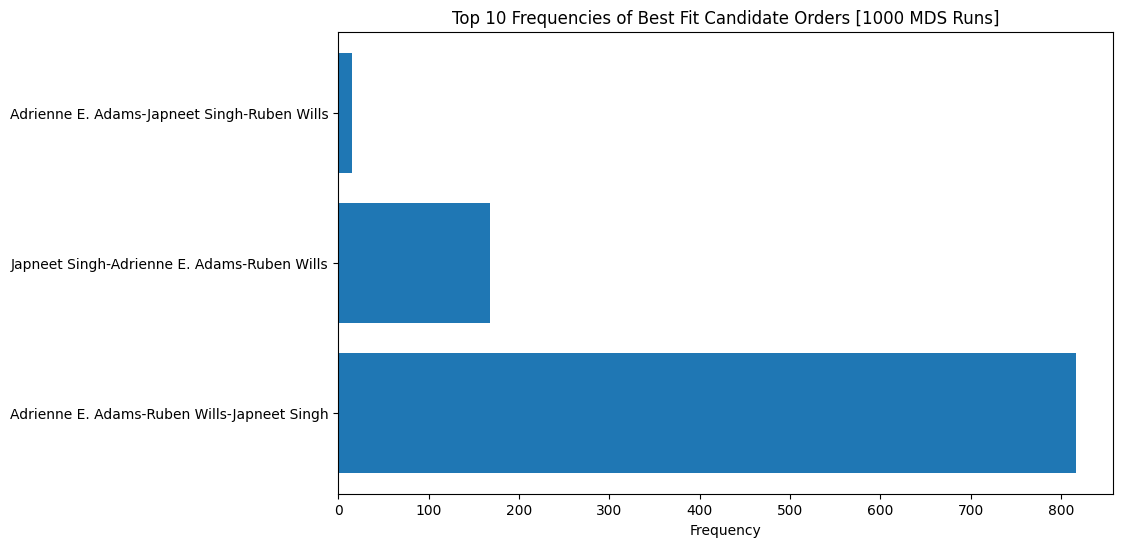 Top 10 Frequencies of Best Fit Candidate Orders [1000 MDS Runs]
Adrienne E. Adams-Japneet Singh-Ruben Wills
Japneet Singh-Adrienne E. Adams-Ruben Wills
Adrienne E. Adams-Ruben Wills-Japneet Singh
0 100 200 300 400 500 600 700 800
Frequency